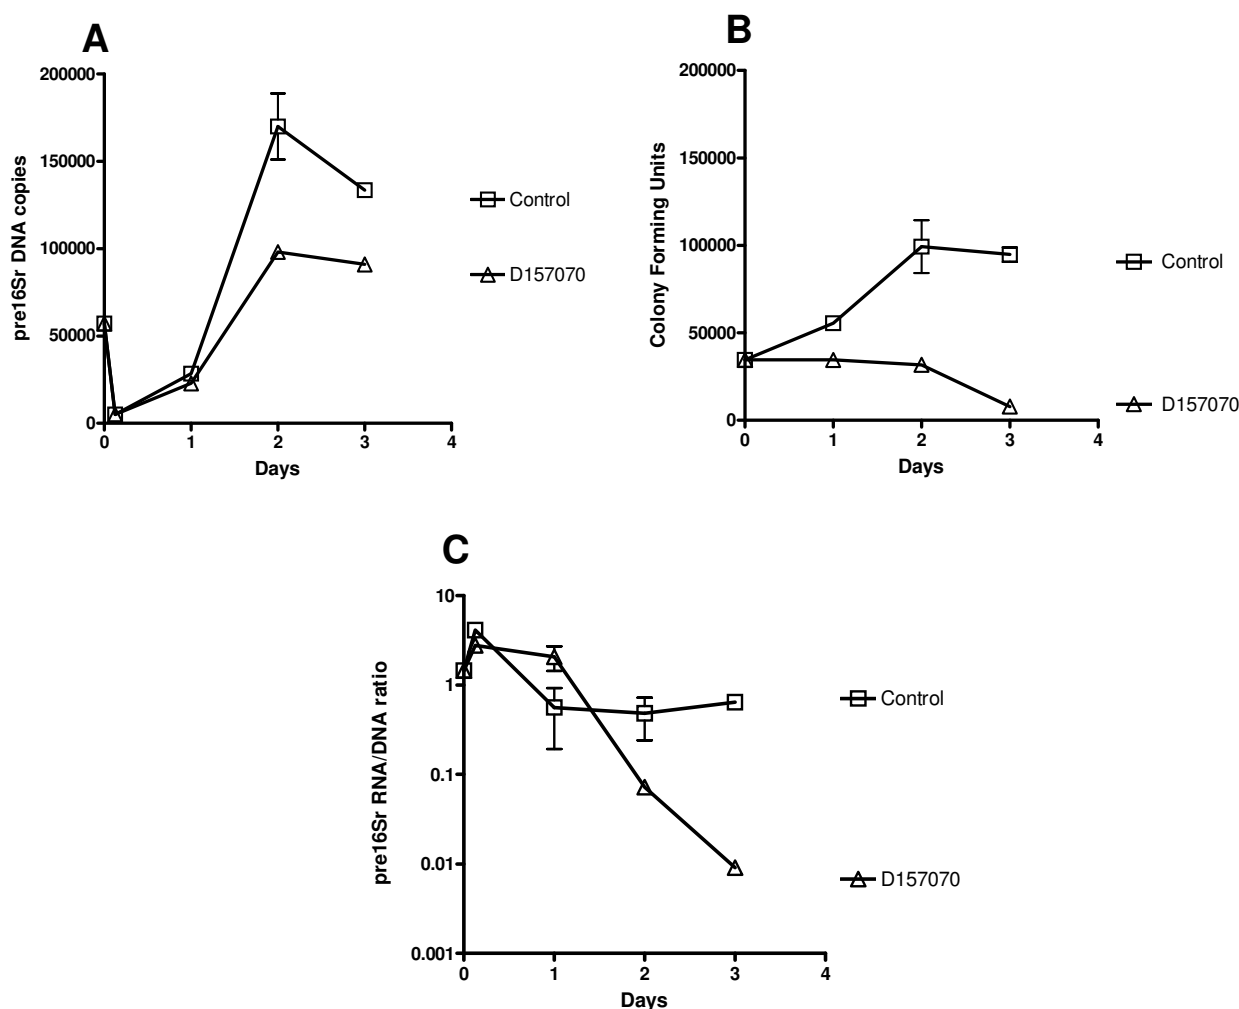 A
pre16Sr DNA copies
200000
150000
100000
50000
0
0 1 2 3 4
Days
Control
D157070
B
Colony Forming Units
200000
150000
100000
50000
0
0 1 2 3 4
Days
Control
D157070
C
pre16Sr RNA/DNA ratio
10
1
0.1
0.01
0.001
0 1 2 3 4
Days
Control
D157070